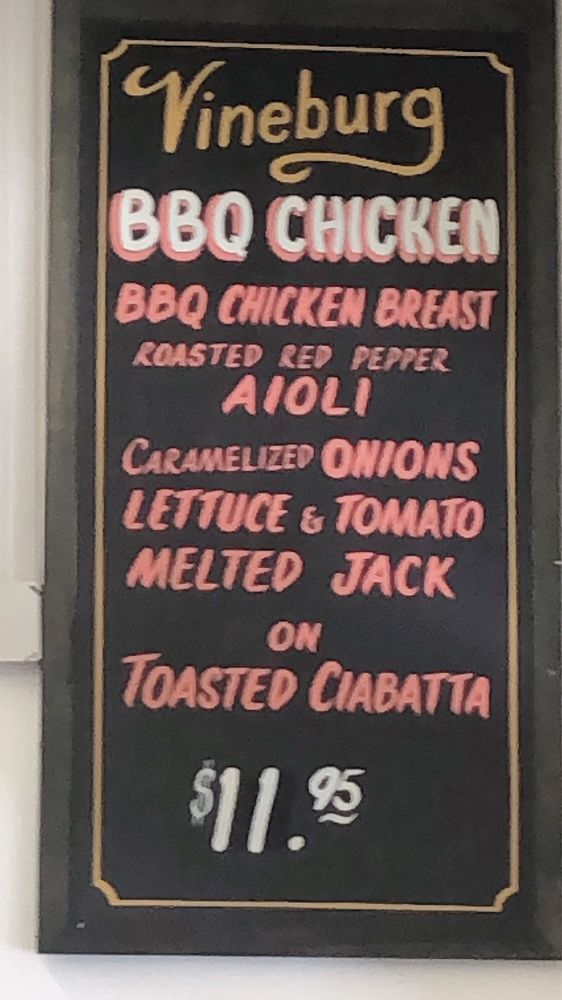 Vineburg
BBQ CHICKEN
BBQ CHICKEN BREAST
ROASTED RED PEPPER
AIOLI
CARAMELIZED ONIONS
LETTUCE & TOMATO
MELTED JACK
ON
TOASTED CIABATTA
$11.95